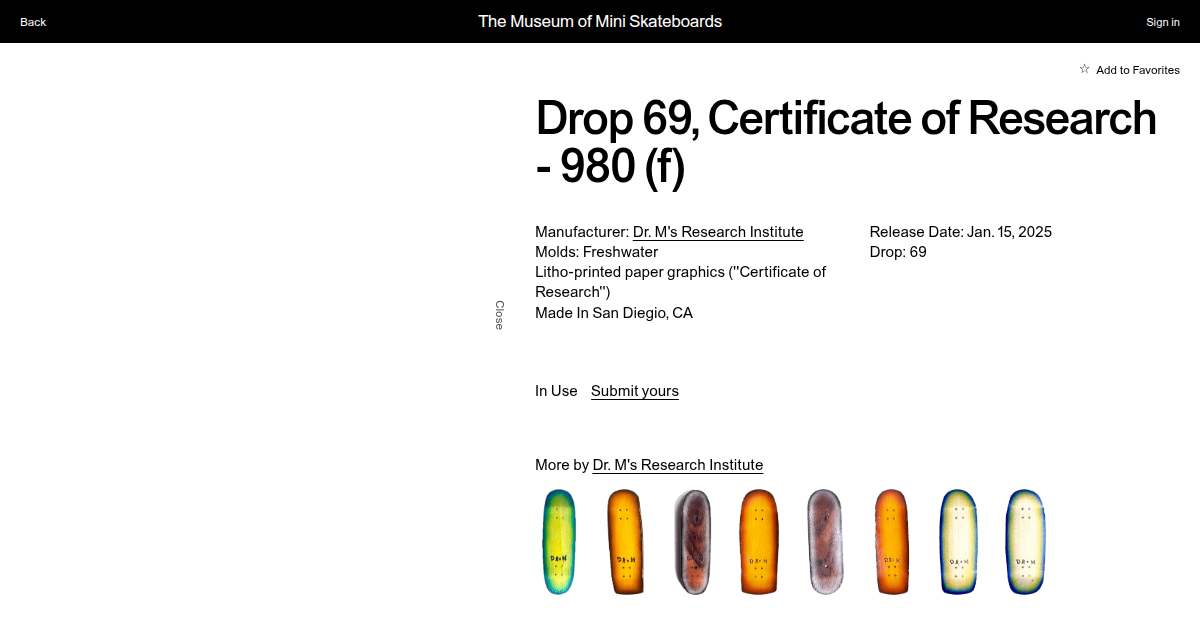 Back
The Museum of Mini Skateboards
Sign in
☆ Add to Favorites
Drop 69, Certificate of Research
- 980 (f)
Manufacturer: Dr. M's Research Institute
Molds: Freshwater
Litho-printed paper graphics ("Certificate of
Research")
Made In San Diegio, CA
Release Date: Jan. 15, 2025
Drop: 69
Close
In Use
Submit yours
More by Dr. M's Research Institute